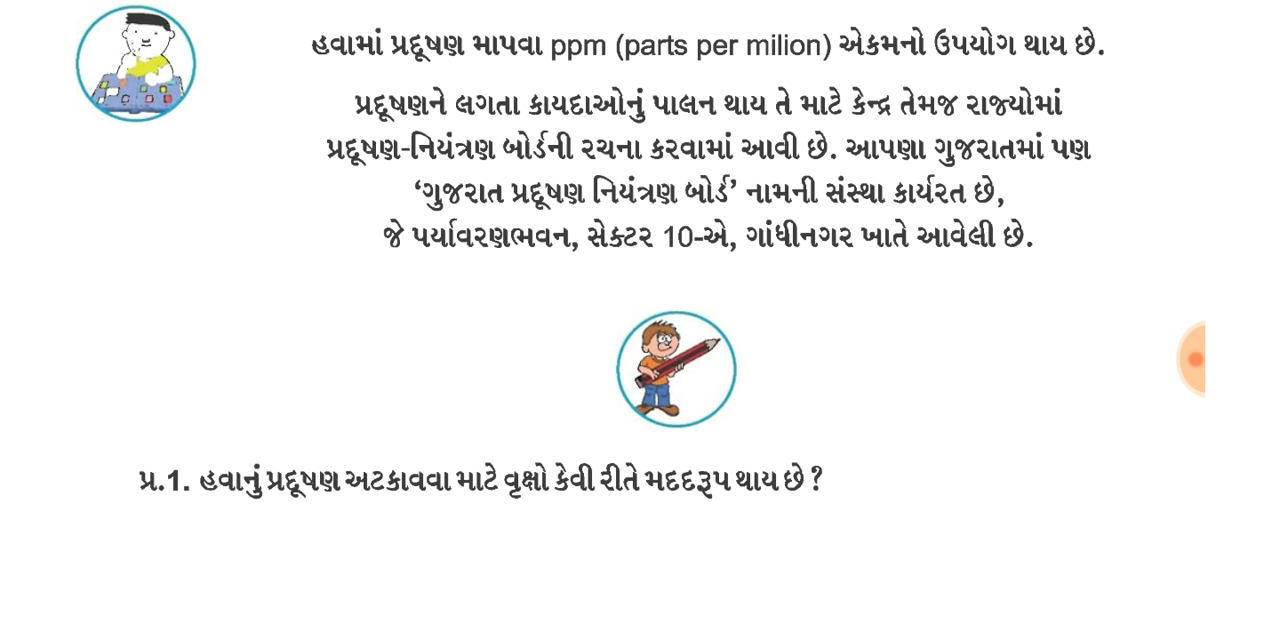 હવામાં પ્રદૂષણ માપવા ppm (parts per milion) એકમનો ઉપયોગ થાય છે.
પ્રદૂષણને લગતા કાયદાઓનું પાલન થાય તે માટે કેન્દ્ર તેમજ રાજ્યોમાં
પ્રદૂષણ-નિયંત્રણ બોર્ડની રચના કરવામાં આવી છે. આપણા ગુજરાતમાં પણ
‘ગુજરાત પ્રદૂષણ નિયંત્રણ બોર્ડ’ નામની સંસ્થા કાર્યરત છે,
જે પર્યાવરણભવન, સેક્ટર 10-એ, ગાંધીનગર ખાતે આવેલી છે.
પ્ર.1. હવાનું પ્રદૂષણ અટકાવવા માટે વૃક્ષો કેવી રીતે મદદરૂપ થાય છે ?